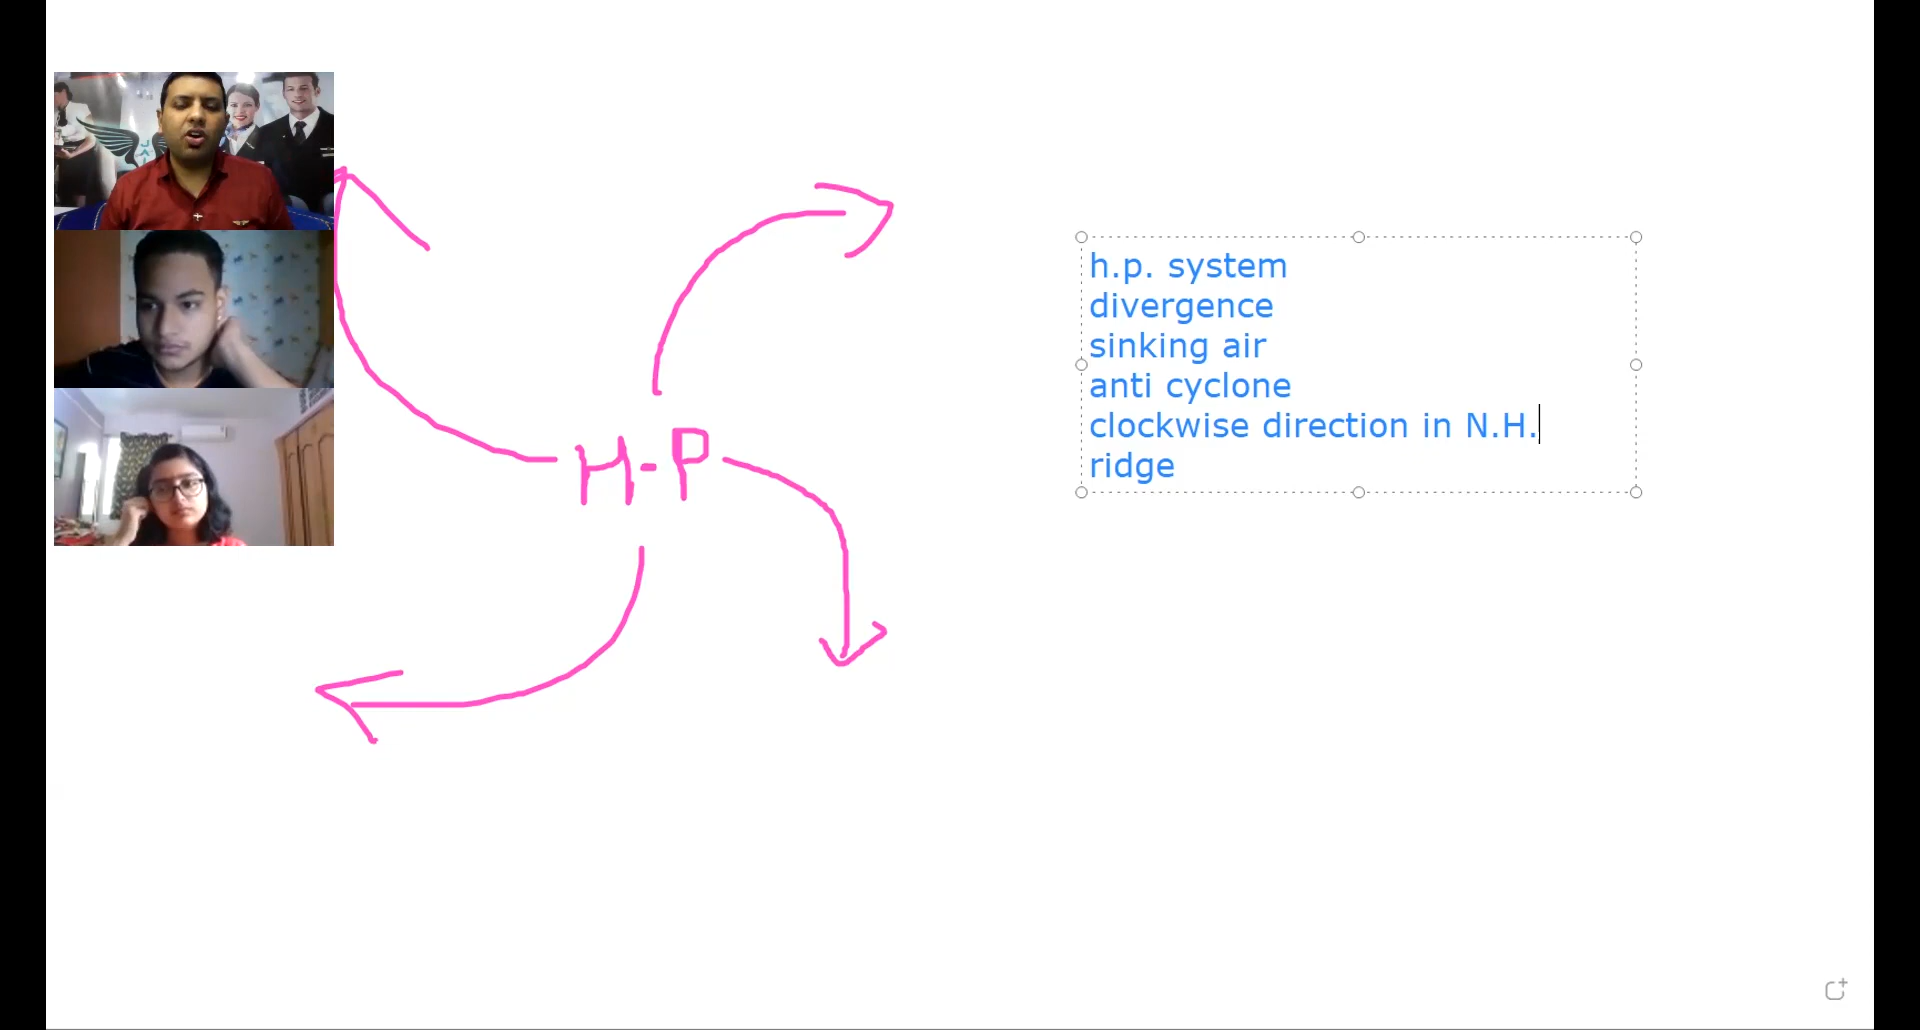 H-P
h.p. system
divergence
sinking air
anti cyclone
clockwise direction in N.H.
ridge